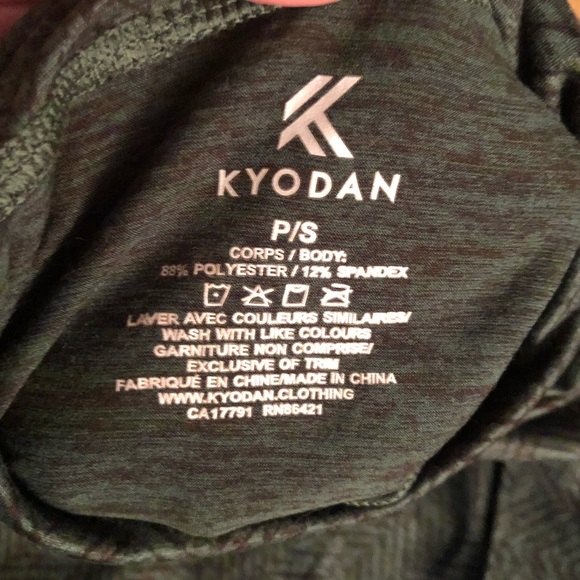 KYODAN
P/S
CORPS / BODY:
88% POLYESTER / 12% SPANDEX
LAVER AVEC COULEURS SIMILAIRES/
WASH WITH LIKE COLOURS
GARNITURE NON COMPRISE/
EXCLUSIVE OF TRIM
FABRIQUÉ EN CHINE/MADE IN CHINA
WWW.KYODAN.CLOTHING
CA17791 RN86421